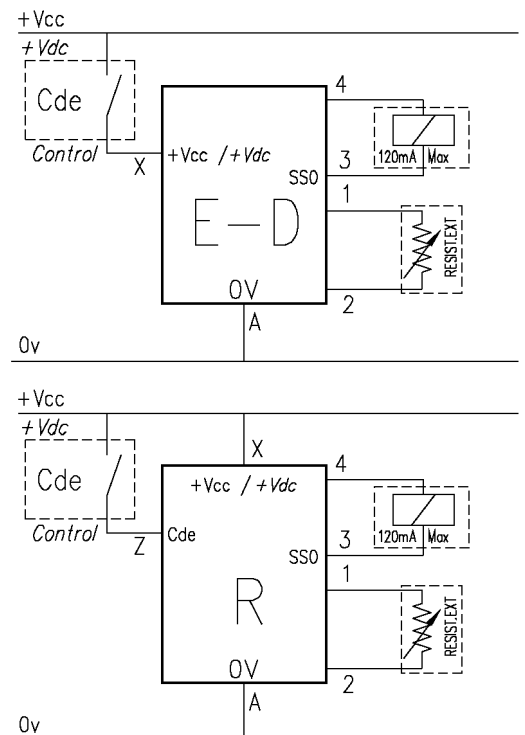 +Vcc
+Vdc
Cde
Control
X
+Vcc /+Vdc
SSO
E-D
0V
A
4
120mA Max
3
1
RESIST.EXT
2
0v
+Vcc
+Vdc
Cde
Control
Z
X
+Vcc / +Vdc
Cde
SSO
R
0V
A
4
120mA Max
3
1
RESIST.EXT
2
0v